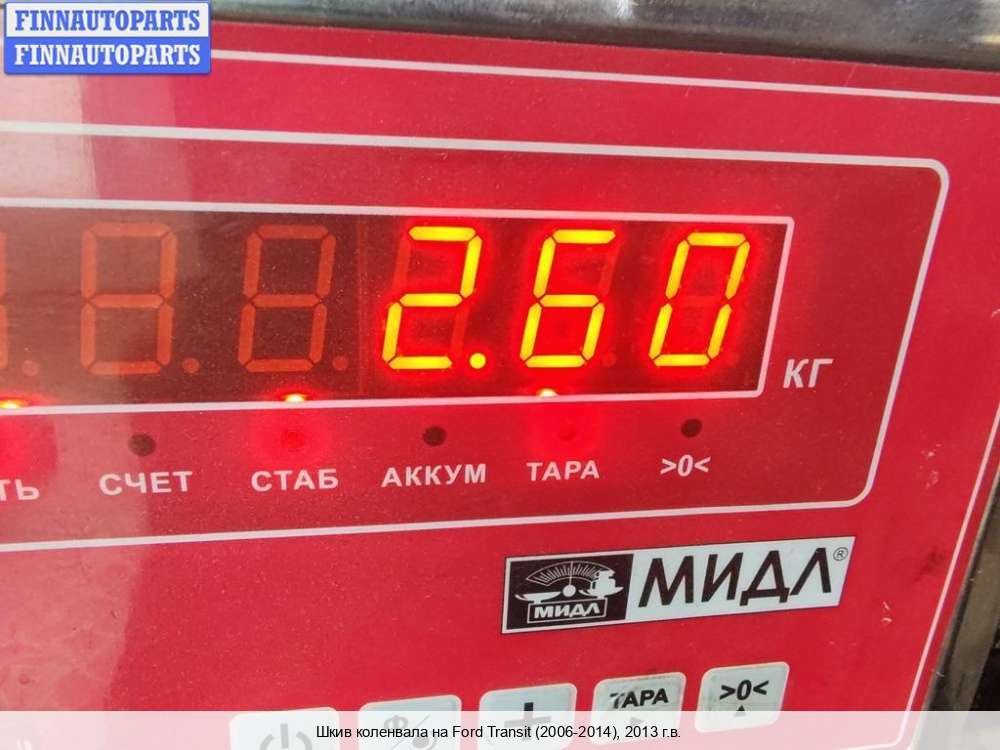 FINNAUTOPARTS
FINNAUTOPARTS
2.60
КГ
ТЬ СЧЕТ СТАБ АККУМ ТАРА >0<
МИДЛ МИДЛ®
ТАРА >0<
Шкив коленвала на Ford Transit (2006-2014), 2013 г.в.